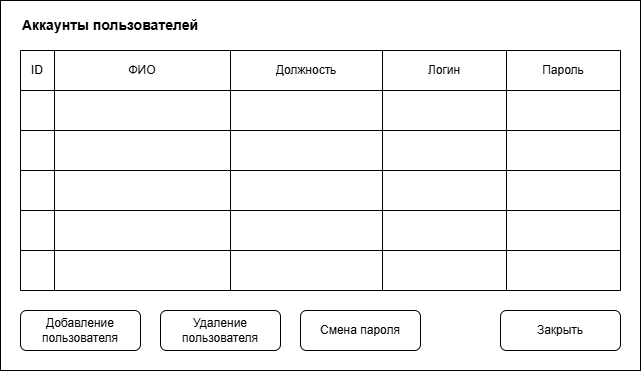 Аккаунты пользователей
ID ФИО Должность Логин Пароль
Добавление
пользователя
Удаление
пользователя
Смена пароля
Закрыть